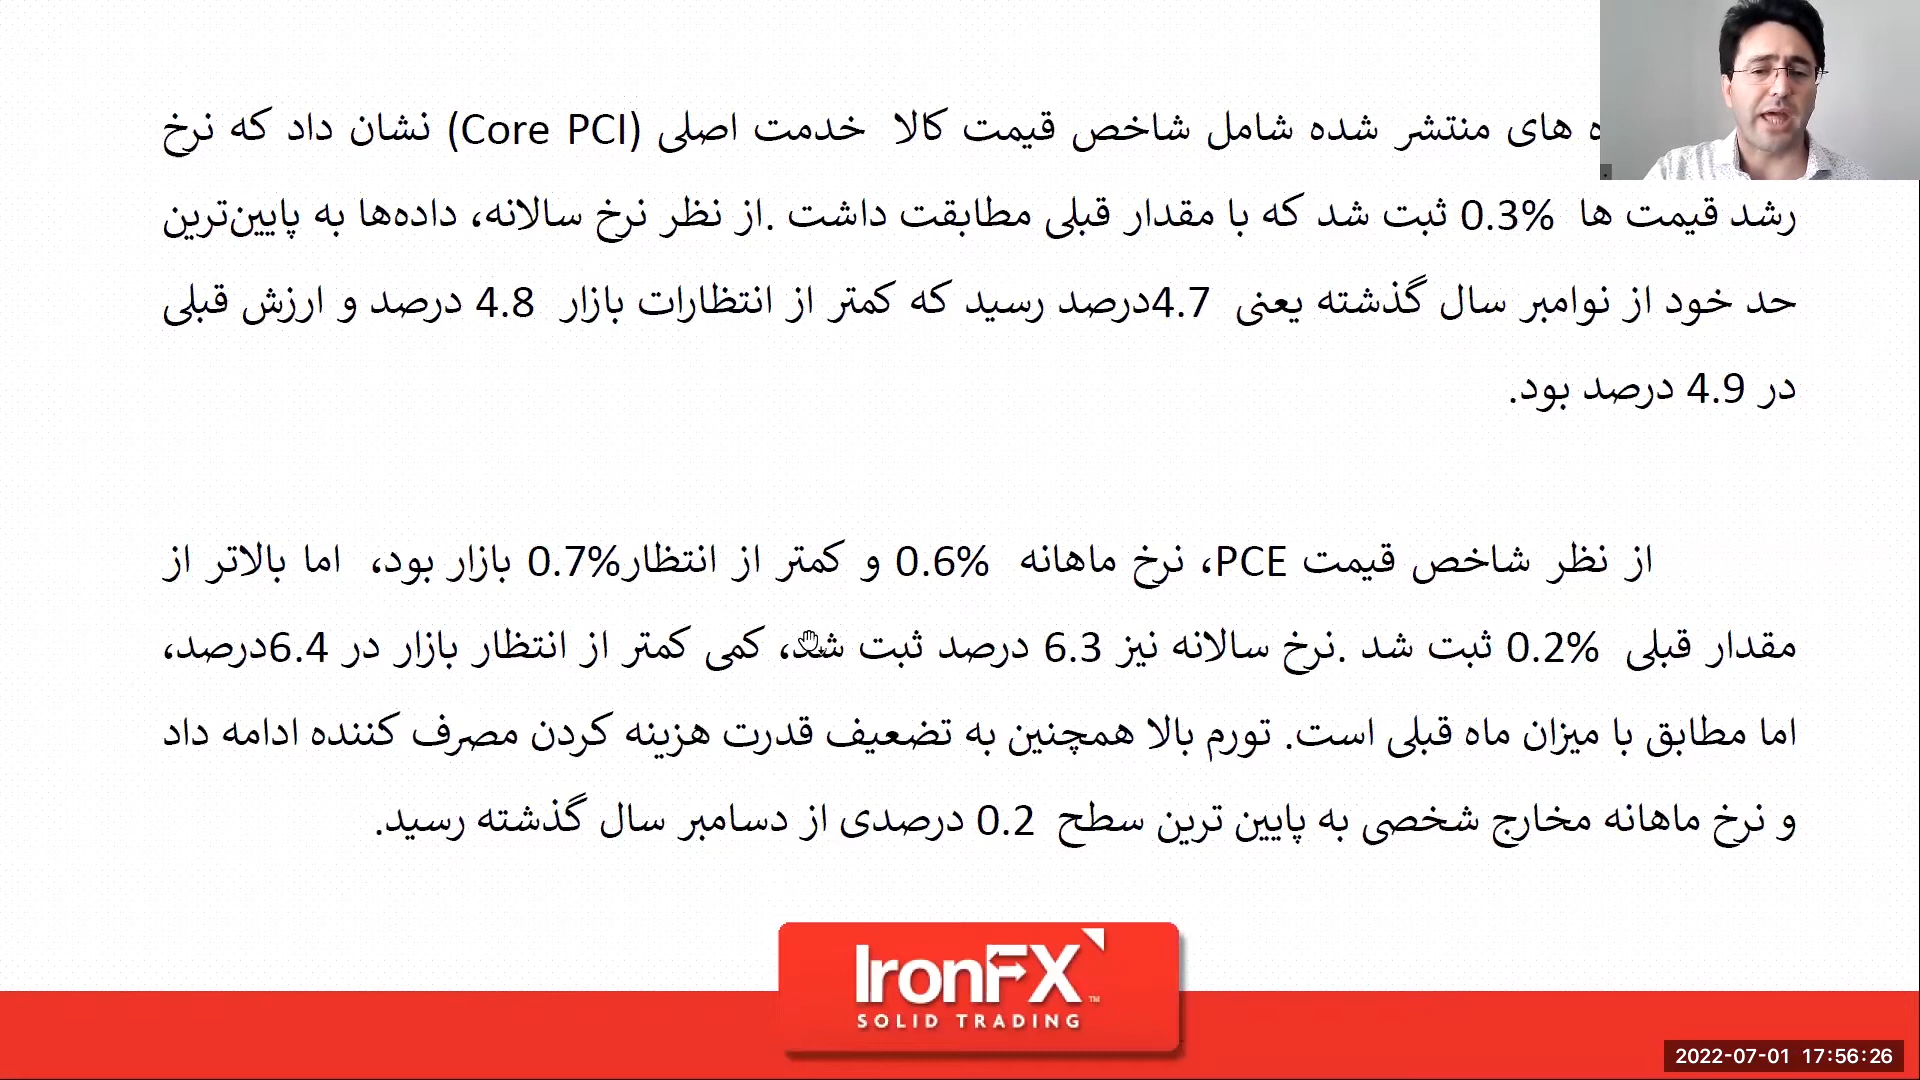 های منتشر شده شامل شاخص قیمت کالا خدمت اصلی (Core PCI) نشان داد که نرخ
رشد قیمت ها 0.3% ثبت شد که با مقدار قبلی مطابقت داشت .از نظر نرخ سالانه، داده‌ها به پایین‌ترین
حد خود از نوامبر سال گذشته یعنی 4.7درصد رسید که کمتر از انتظارات بازار 4.8 درصد و ارزش قبلی
در 4.9 درصد بود.
از نظر شاخص قیمت PCE، نرخ ماهانه 0.6% و کمتر از انتظار0.7% بازار بود، اما بالاتر از
مقدار قبلی 0.2% ثبت شد .نرخ سالانه نیز 6.3 درصد ثبت شد، کمی کمتر از انتظار بازار در 6.4درصد،
اما مطابق با میزان ماه قبلی است. تورم بالا همچنین به تضعیف قدرت هزینه کردن مصرف کننده ادامه داد
و نرخ ماهانه مخارج شخصی به پایین ترین سطح 0.2 درصدی از دسامبر سال گذشته رسید.
IronFX™
SOLID TRADING
2022-07-01 17:56:26